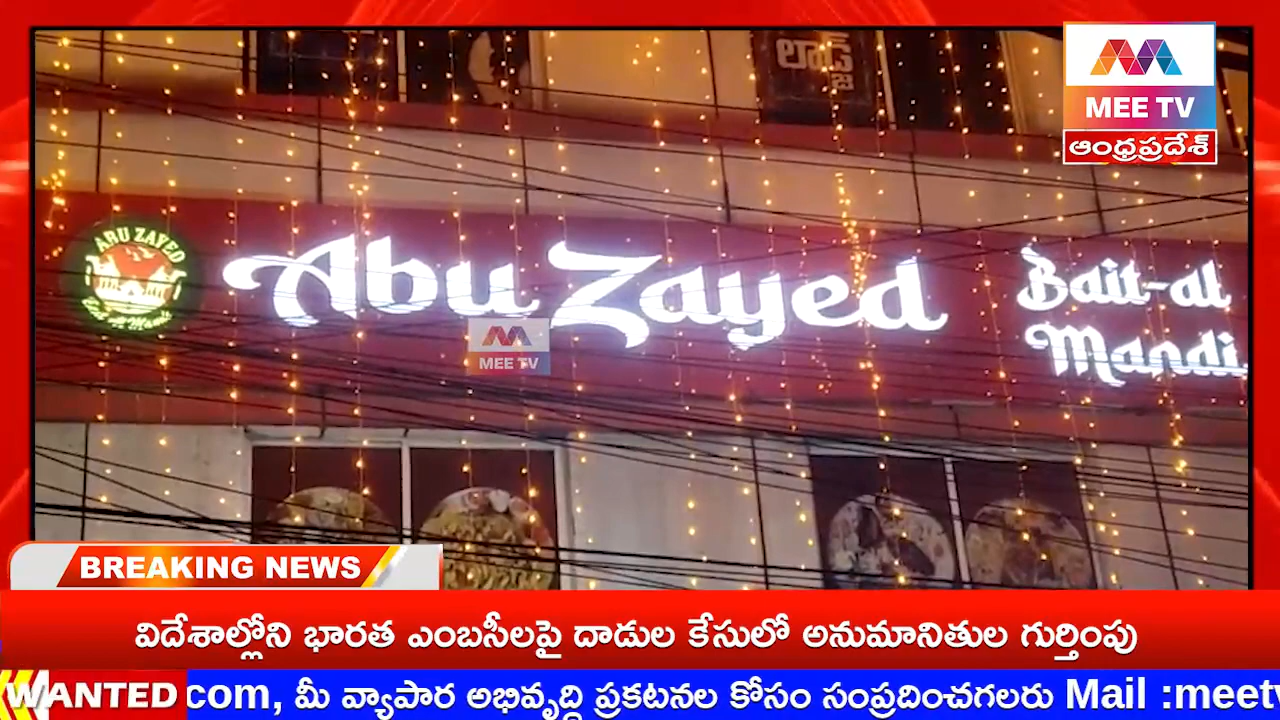 లాడ్జ్
MEE TV
ఆంధ్రప్రదేశ్
ABU ZAYED
Abu Zayed
Bait-al
Mandi
MEE TV
BREAKING NEWS
విదేశాల్లోని భారత ఎంబసీలపై దాడుల కేసులో అనుమానితుల గుర్తింపు
WANTED com, మీ వ్యాపార అభివృద్ది ప్రకటనల కోసం సంప్రదించగలరు Mail :meetv